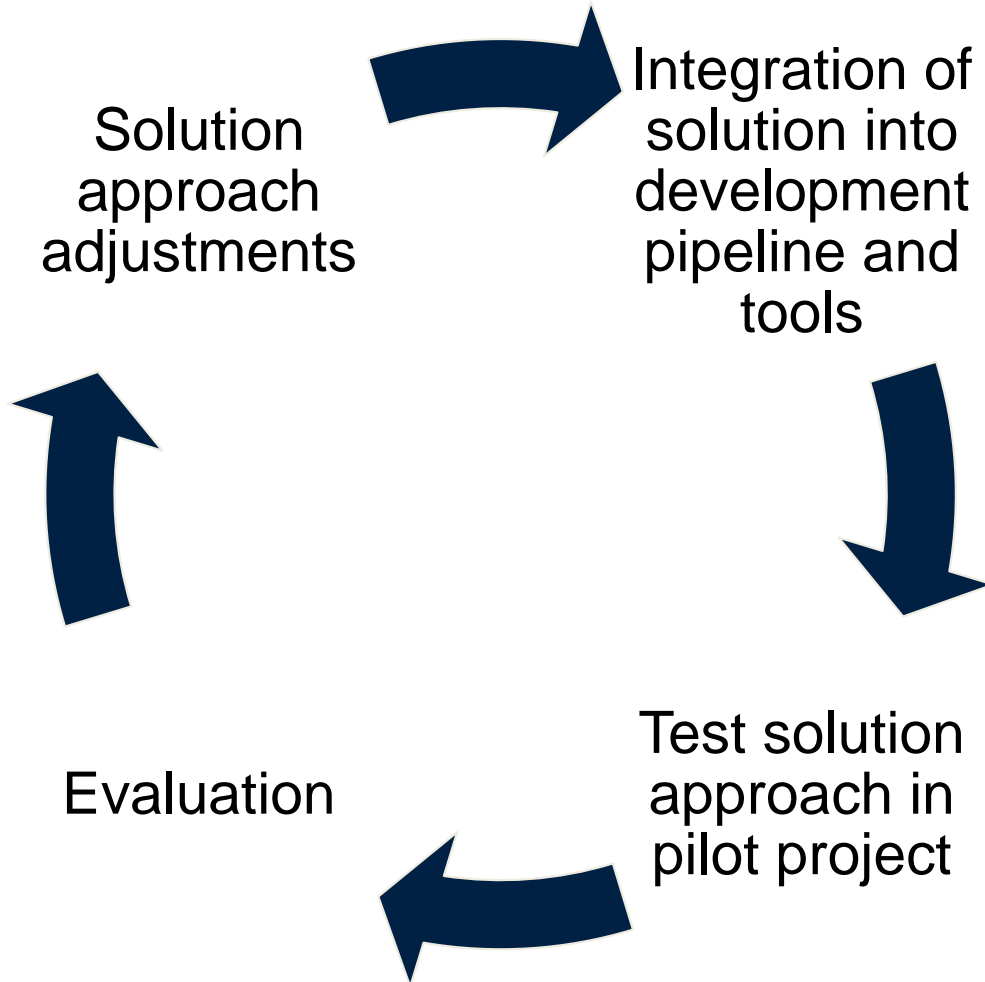 Solution
approach
adjustments
Integration of
solution into
development
pipeline and
tools
Test solution
approach in
pilot project
Evaluation